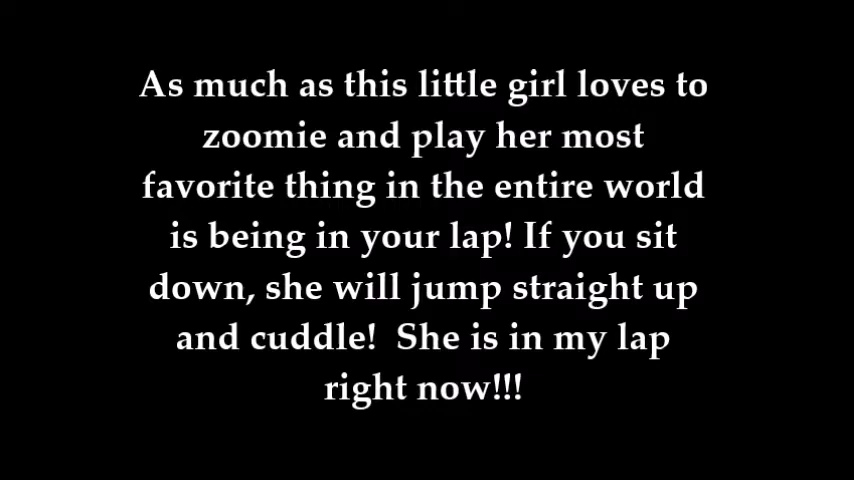 As much as this little girl loves to
zoomie and play her most
favorite thing in the entire world
is being in your lap! If you sit
down, she will jump straight up
and cuddle!  She is in my lap
right now!!!